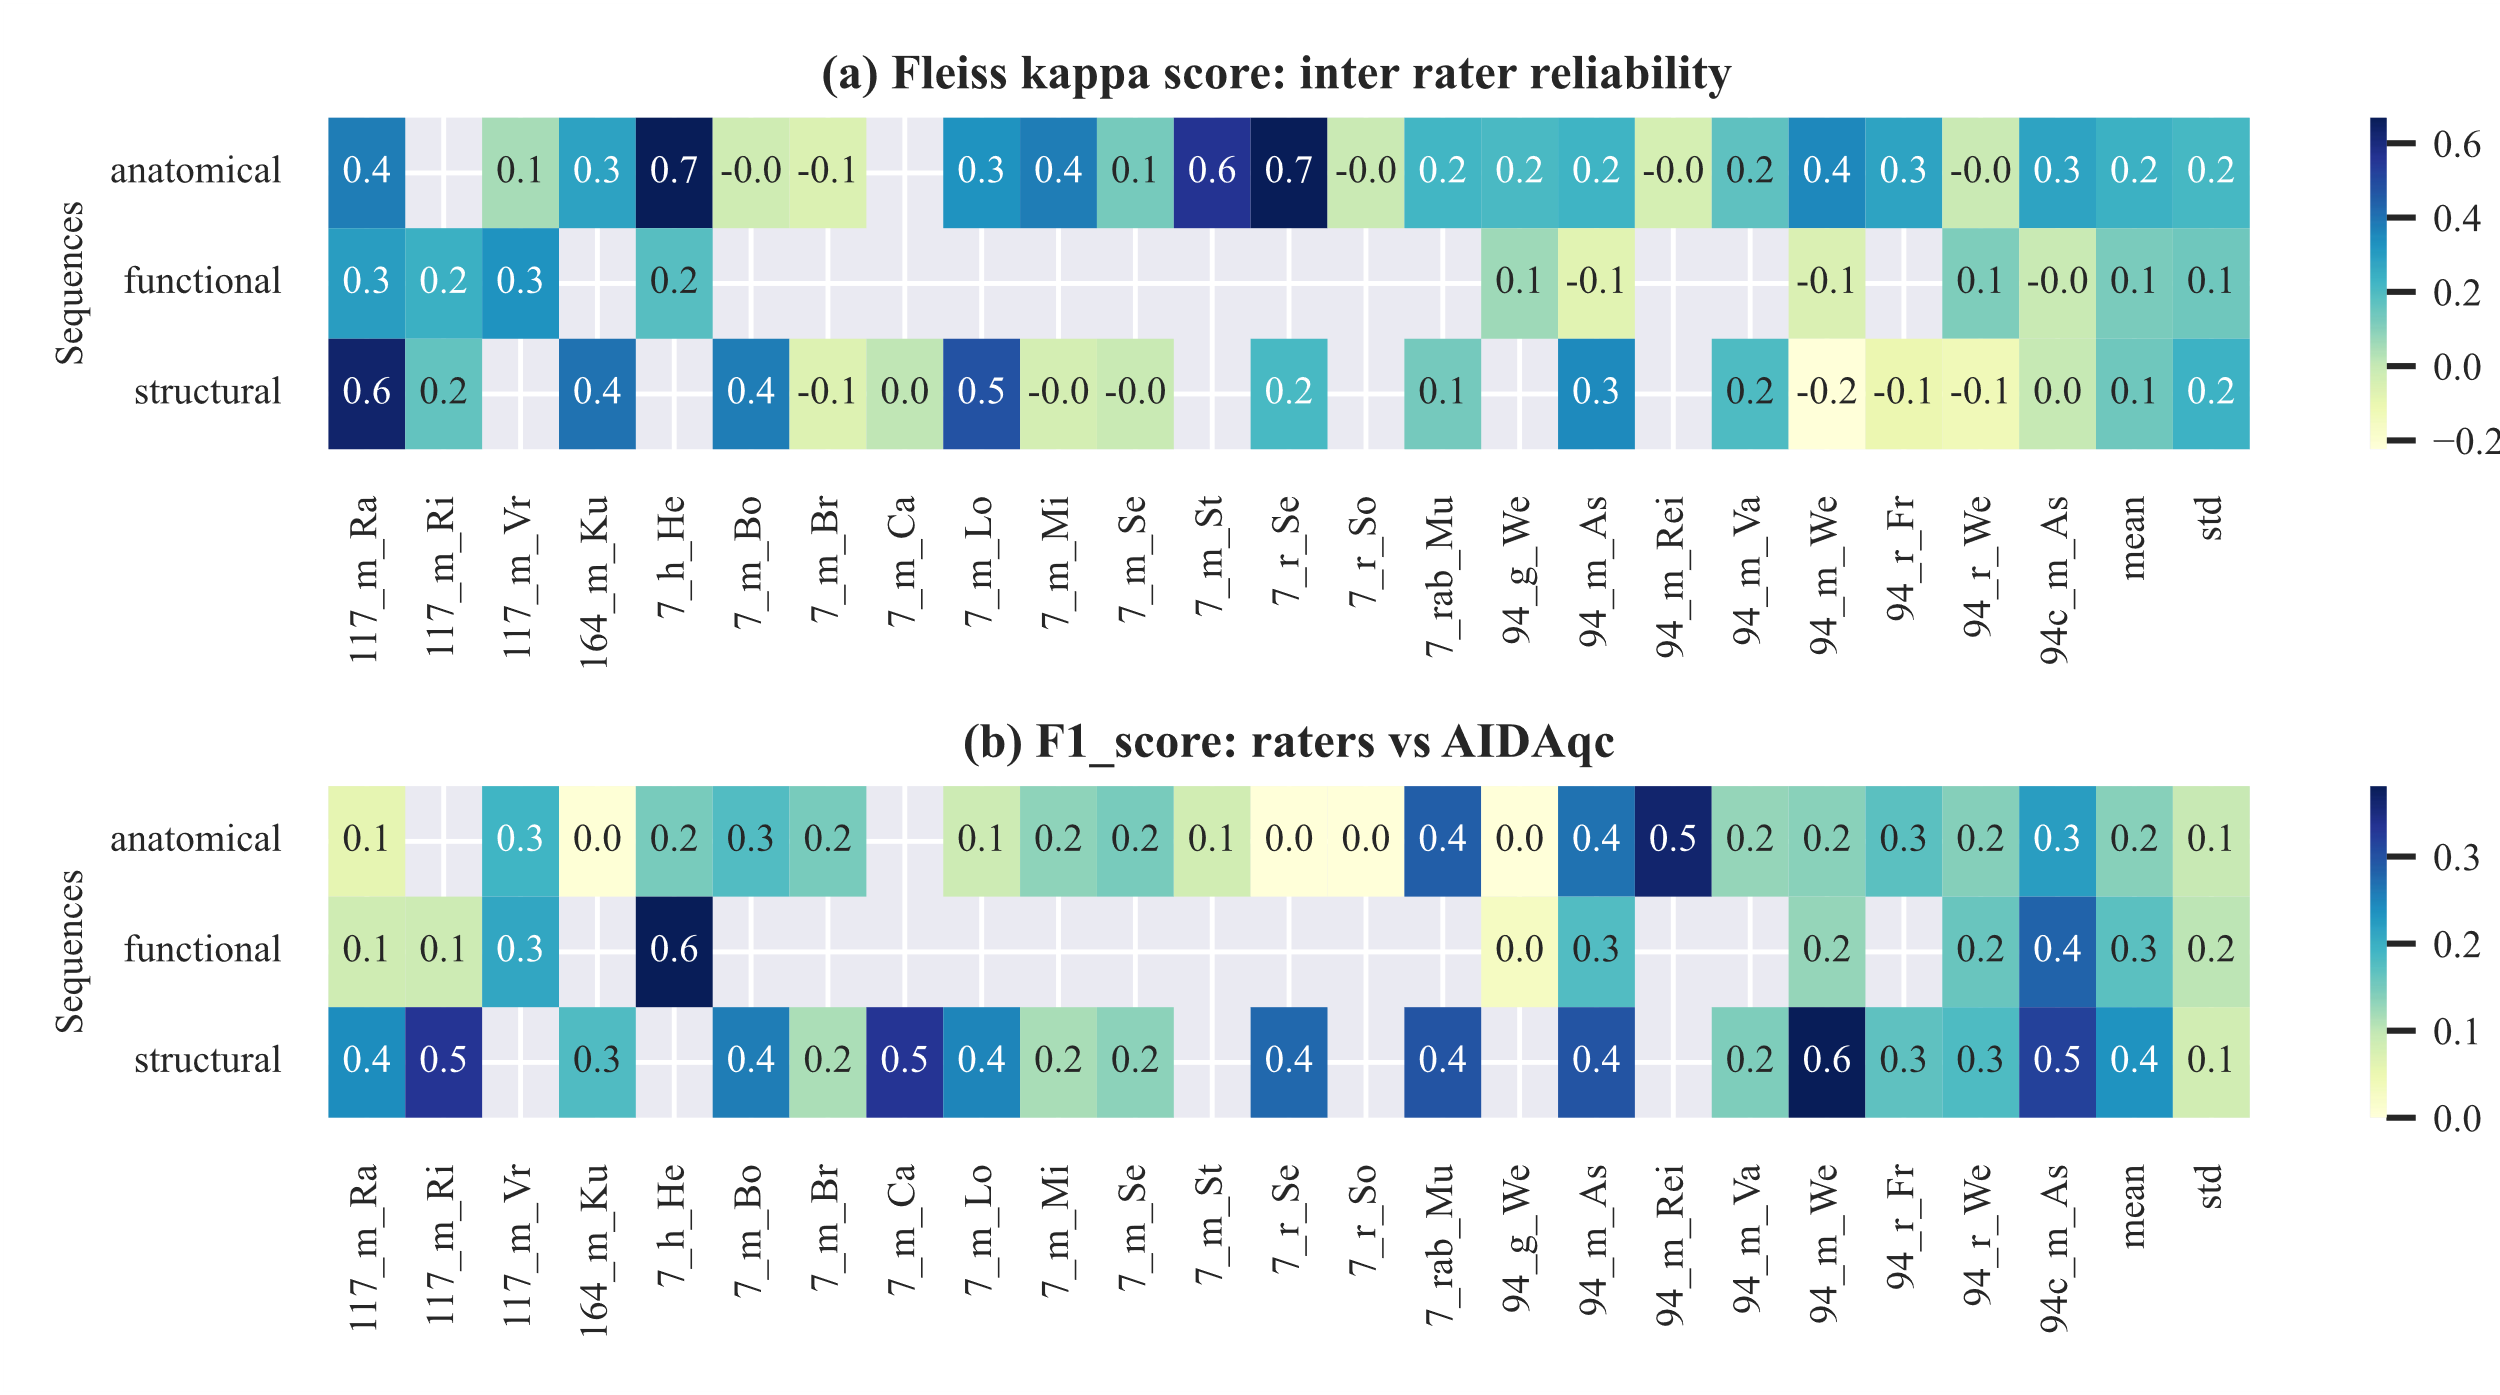 (a) Fleiss kappa score: inter rater reliability
Sequences
anatomical 0.4 0.1 0.3 0.7 -0.0 -0.1 0.3 0.4 0.1 0.6 0.7 -0.0 0.2 0.2 0.2 -0.0 0.2 0.4 0.3 -0.0 0.3 0.2 0.2
functional 0.3 0.2 0.3 0.2 0.1 -0.1 -0.1 0.1 -0.0 0.1 0.1
structural 0.6 0.2 0.4 0.4 -0.1 0.0 0.5 -0.0 -0.0 0.2 0.1 0.3 0.2 -0.2 -0.1 -0.1 0.0 0.1 0.2
117_m_Ra 117_m_Ri 117_m_Vr 164_m_Ku 7_h_He 7_m_Bo 7_m_Br 7_m_Ca 7_m_Lo 7_m_Mi 7_m_Se 7_m_St 7_r_Se 7_r_So 7_rab_Mu 94_g_We 94_m_As 94_m_Rei 94_m_Va 94_m_We 94_r_Fr 94_r_We 94c_m_As mean std
0.6
0.4
0.2
0.0
−0.2
(b) F1_score: raters vs AIDAqc
Sequences
anatomical 0.1 0.3 0.0 0.2 0.3 0.2 0.1 0.2 0.2 0.1 0.0 0.0 0.4 0.0 0.4 0.5 0.2 0.2 0.3 0.2 0.3 0.2 0.1
functional 0.1 0.1 0.3 0.6 0.0 0.3 0.2 0.2 0.4 0.3 0.2
structural 0.4 0.5 0.3 0.4 0.2 0.5 0.4 0.2 0.2 0.4 0.4 0.4 0.2 0.6 0.3 0.3 0.5 0.4 0.1
117_m_Ra 117_m_Ri 117_m_Vr 164_m_Ku 7_h_He 7_m_Bo 7_m_Br 7_m_Ca 7_m_Lo 7_m_Mi 7_m_Se 7_m_St 7_r_Se 7_r_So 7_rab_Mu 94_g_We 94_m_As 94_m_Rei 94_m_Va 94_m_We 94_r_Fr 94_r_We 94c_m_As mean std
0.3
0.2
0.1
0.0